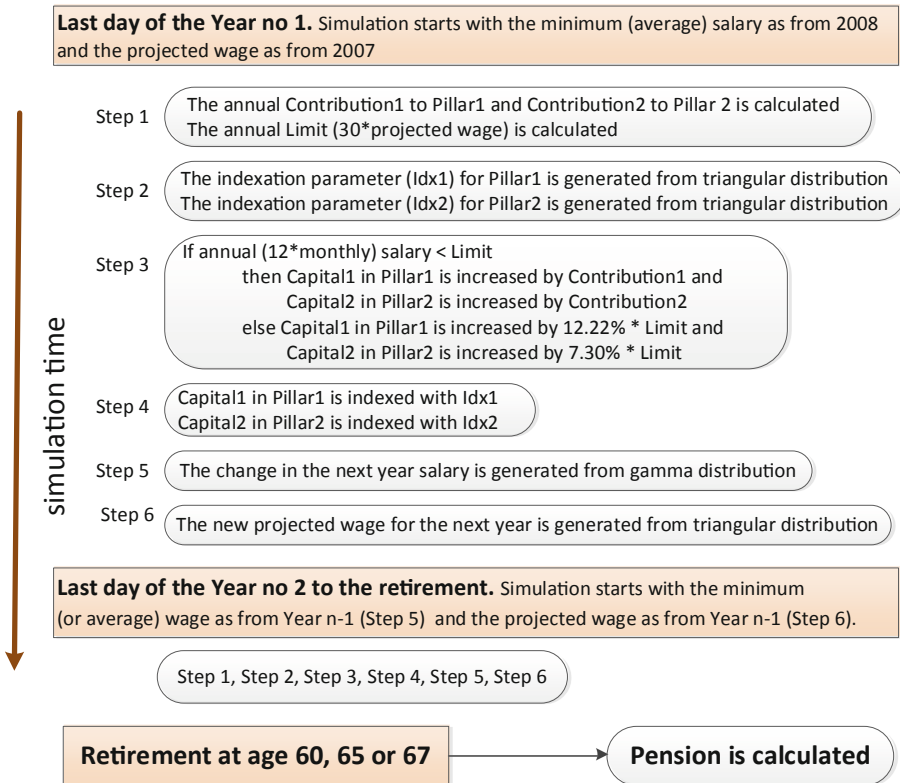 Last day of the Year no 1. Simulation starts with the minimum (average) salary as from 2008
and the projected wage as from 2007
simulation time
Step 1
The annual Contribution1 to Pillar1 and Contribution2 to Pillar 2 is calculated
The annual Limit (30*projected wage) is calculated
Step 2
The indexation parameter (Idx1) for Pillar1 is generated from triangular distribution
The indexation parameter (Idx2) for Pillar2 is generated from triangular distribution
Step 3
If annual (12*monthly) salary < Limit
then Capital1 in Pillar1 is increased by Contribution1 and
Capital2 in Pillar2 is increased by Contribution2
else Capital1 in Pillar1 is increased by 12.22% * Limit and
Capital2 in Pillar2 is increased by 7.30% * Limit
Step 4
Capital1 in Pillar1 is indexed with Idx1
Capital2 in Pillar2 is indexed with Idx2
Step 5
The change in the next year salary is generated from gamma distribution
Step 6
The new projected wage for the next year is generated from triangular distribution
Last day of the Year no 2 to the retirement. Simulation starts with the minimum
(or average) wage as from Year n-1 (Step 5) and the projected wage as from Year n-1 (Step 6).
Step 1, Step 2, Step 3, Step 4, Step 5, Step 6
Retirement at age 60, 65 or 67
Pension is calculated